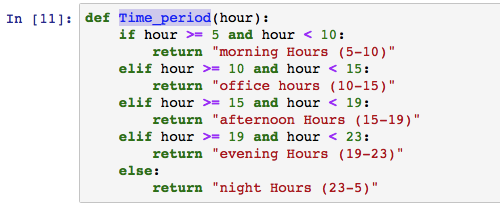 In [11]: def Time_period(hour):
    if hour >= 5 and hour < 10:
        return "morning Hours (5-10)"
    elif hour >= 10 and hour < 15:
        return "office hours (10-15)"
    elif hour >= 15 and hour < 19:
        return "afternoon Hours (15-19)"
    elif hour >= 19 and hour < 23:
        return "evening Hours (19-23)"
    else:
        return "night Hours (23-5)"